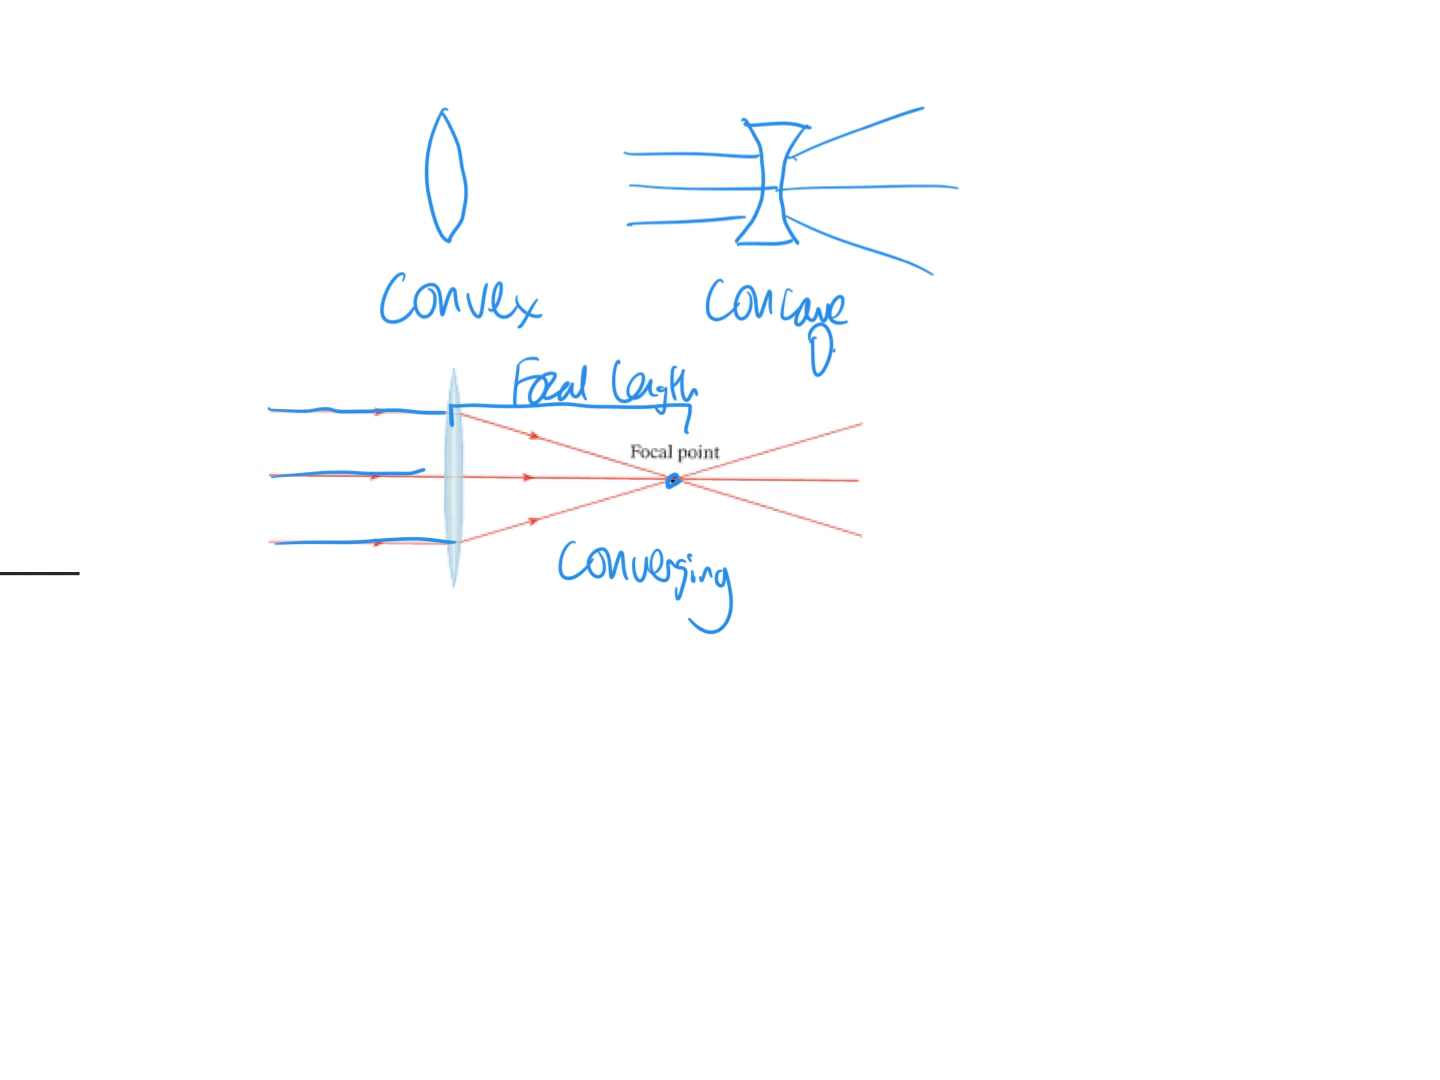 Convex
Concave
Focal length
Focal point
Converging